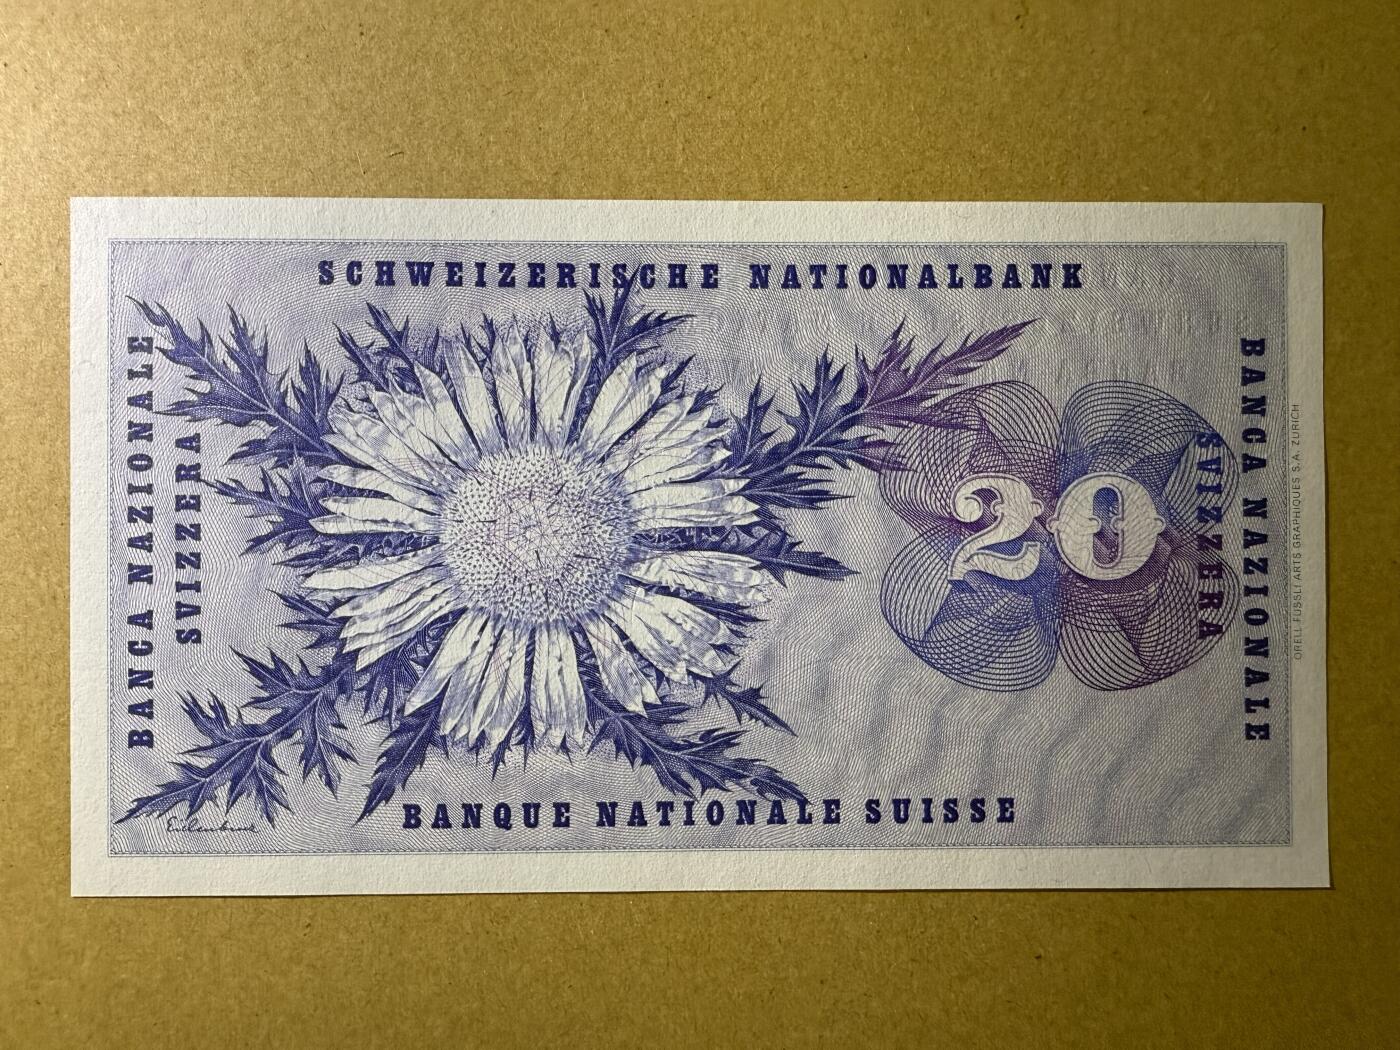 SCHWEIZERISCHE NATIONALBANK
BANCA NAZIONALE
SVIZZERA
20
BANCA NAZIONALE
SVIZZERA
ORELL FÜSSLI ARTS GRAPHIQUES S.A. ZURICH
BANQUE NATIONALE SUISSE